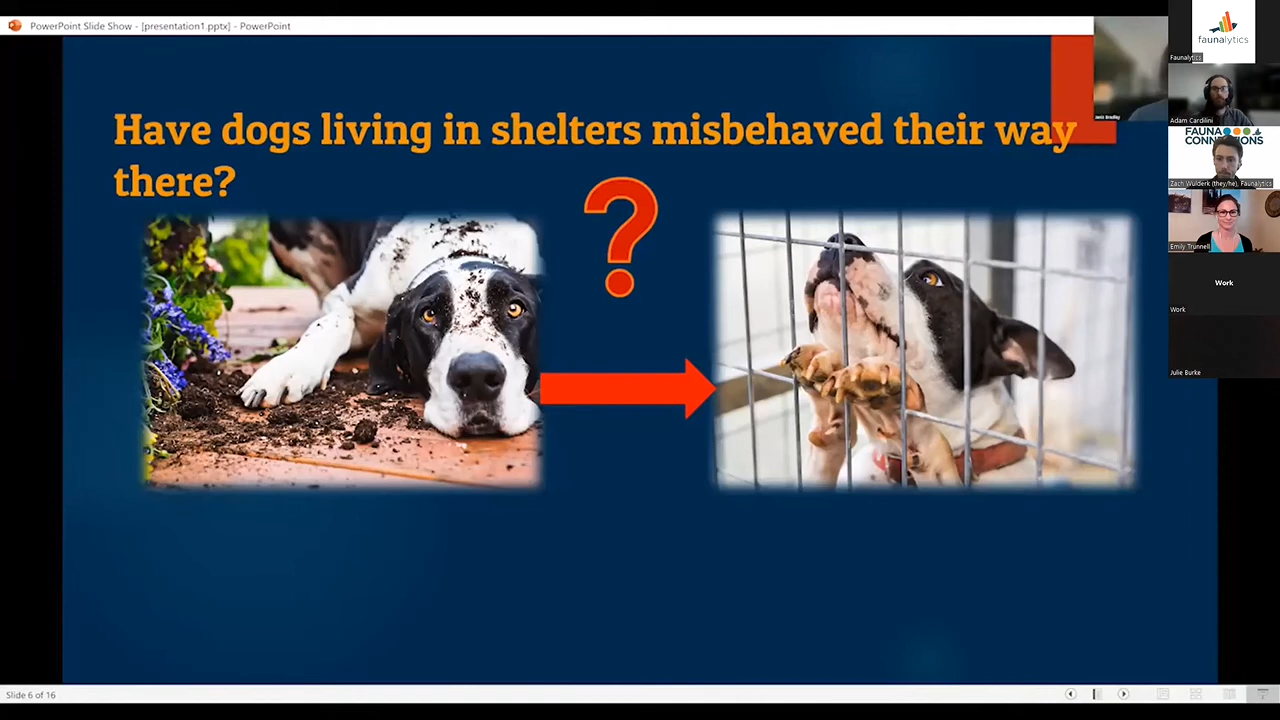 PowerPoint Slide Show - [presentation1.pptx] - PowerPoint
Have dogs living in shelters misbehaved their way
there?
?
faunalytics
Faunalytics
Adam Cardilini
FAUNA
CONNECTIONS
Zach Wulderk (they/he), Faunalytics
Emily Trunnell
Work
Work
Julie Burke
Slide 6 of 16